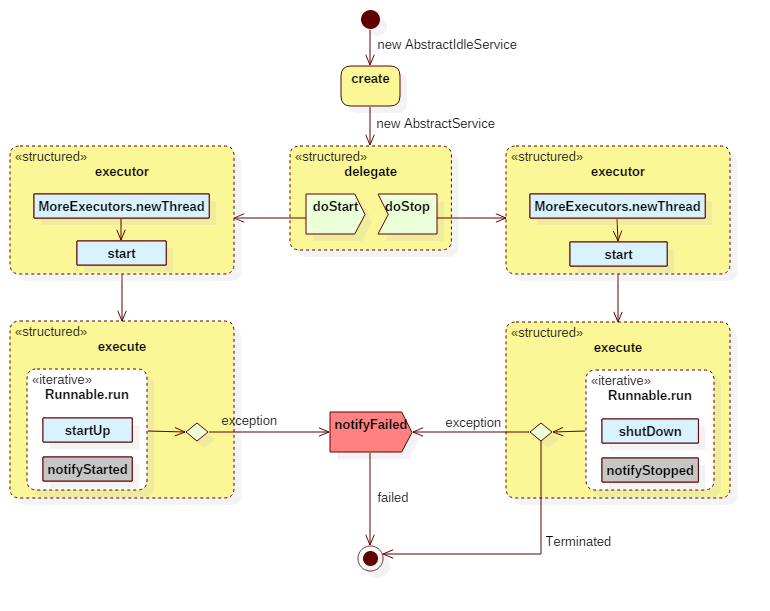 new AbstractIdleService
create
new AbstractService
«structured»
executor
MoreExecutors.newThread
start
«structured»
delegate
doStart
doStop
«structured»
executor
MoreExecutors.newThread
start
«structured»
execute
«iterative»
Runnable.run
startUp
notifyStarted
exception
notifyFailed
exception
«structured»
execute
«iterative»
Runnable.run
shutDown
notifyStopped
failed
Terminated